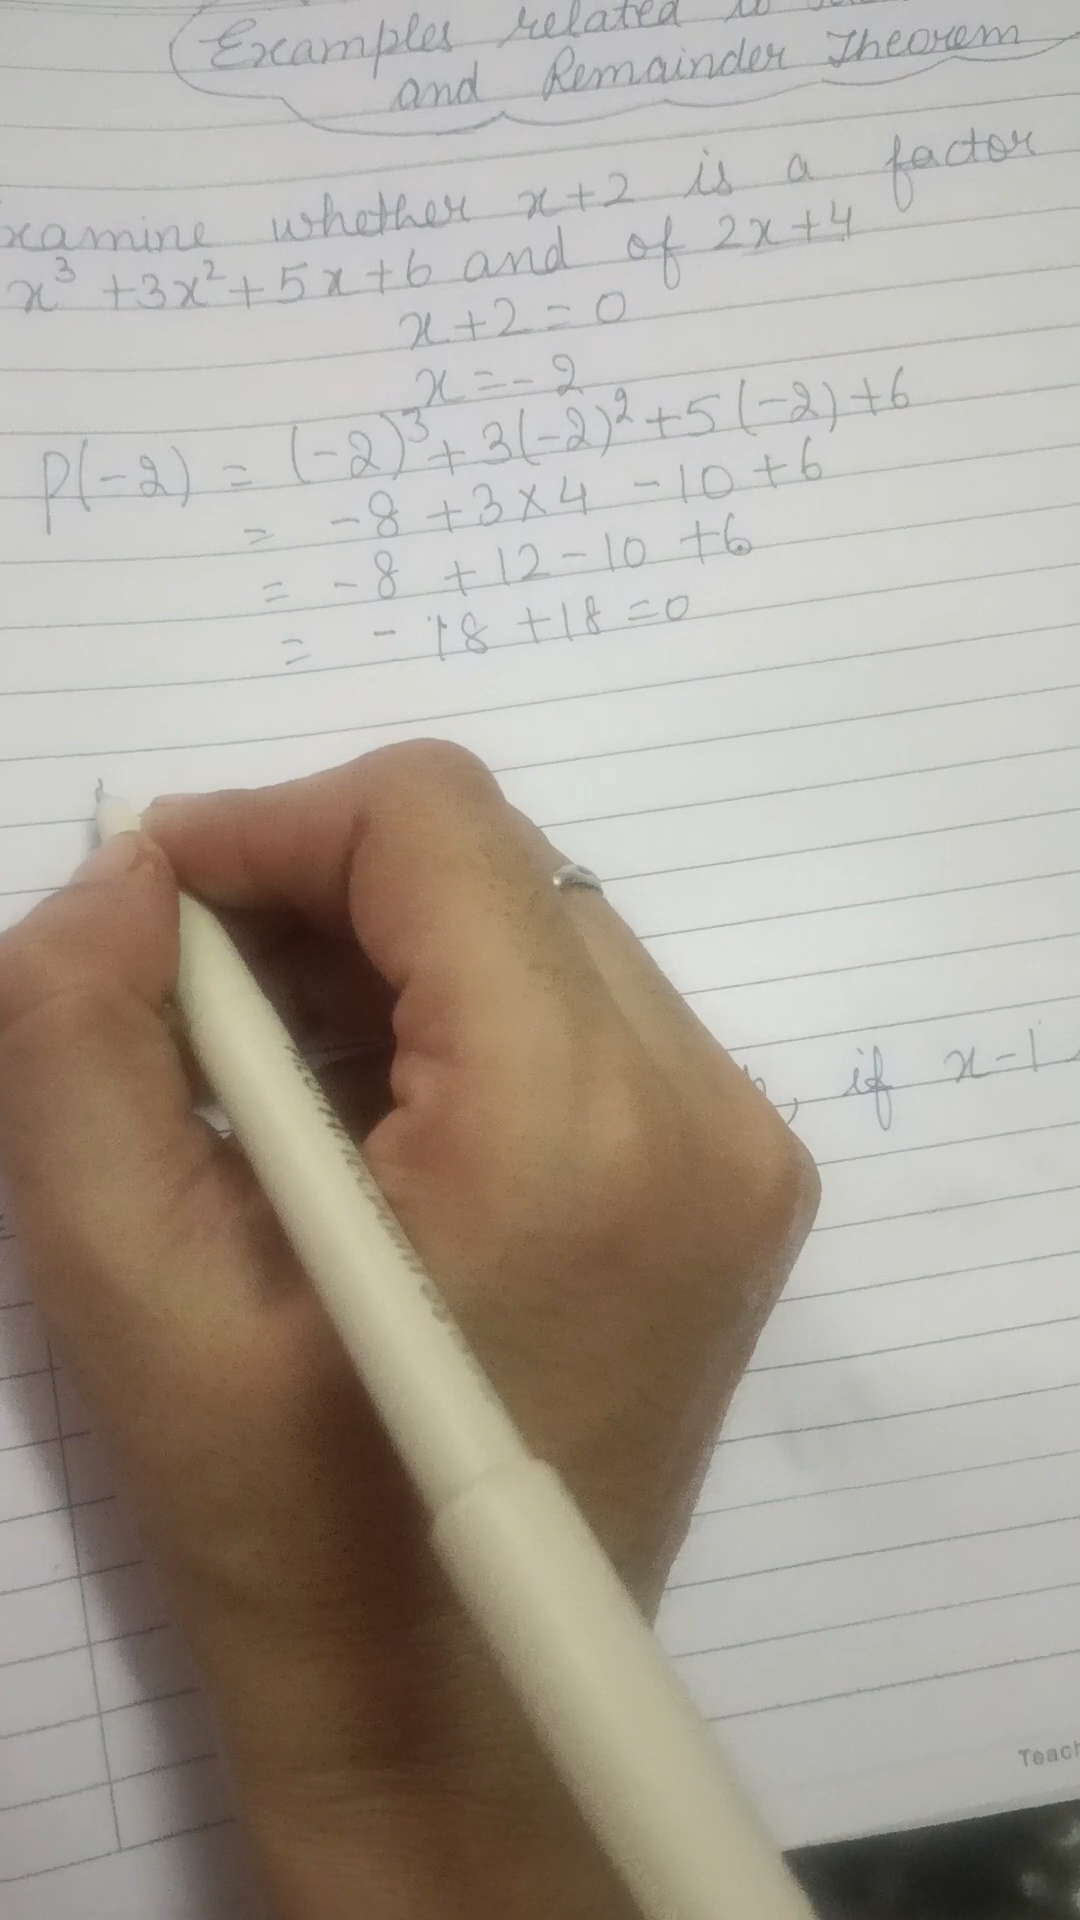 Examples related to
and Remainder Theorem
xamine whether x+2 is a factor
x³ +3x²+5x+6 and of 2x+4
x+2=0
x=-2
P(-2) = (-2)³+3(-2)²+5(-2)+6
= -8 +3×4 -10 +6
= -8 +12-10 +6
= -18 +18 =0
, if x-1
Teach